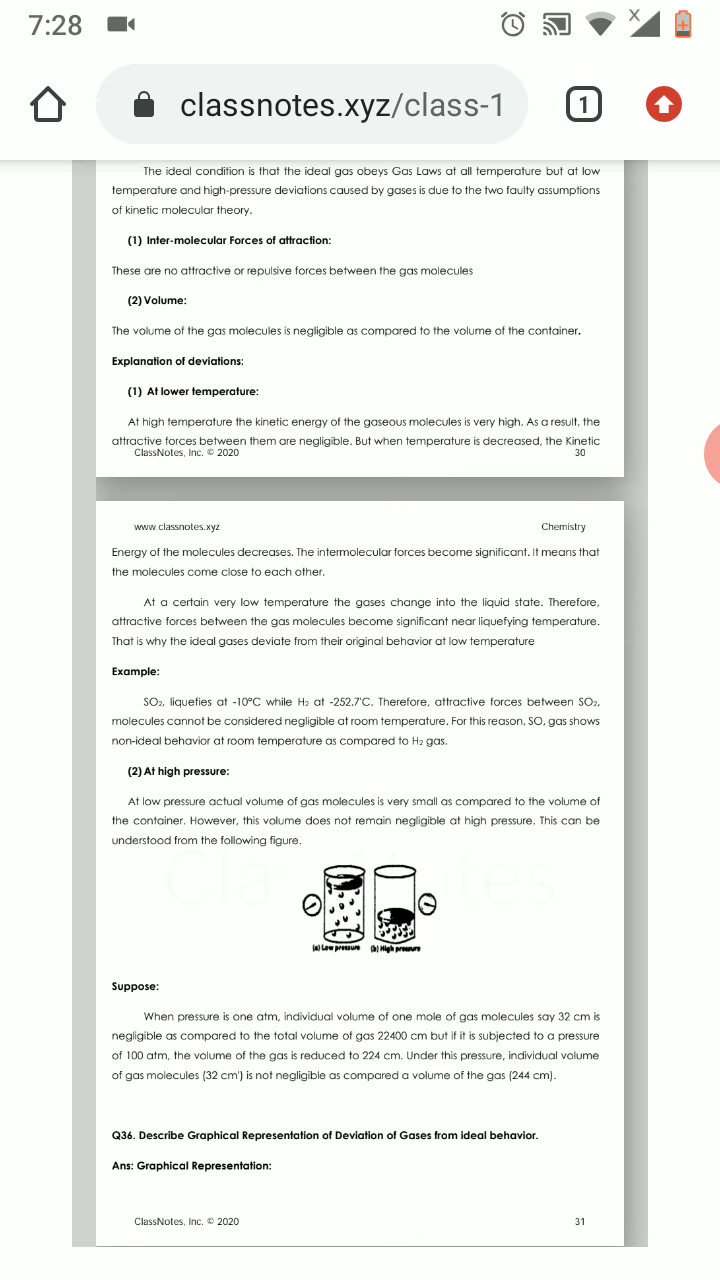 7:28
X
classnotes.xyz/class-1
1
The ideal condition is that the ideal gas obeys Gas Laws at all temperature but at low
temperature and high-pressure deviations caused by gases is due to the two faulty assumptions
of kinetic molecular theory.
(1) Inter-molecular Forces of attraction:
These are no attractive or repulsive forces between the gas molecules
(2) Volume:
The volume of the gas molecules is negligible as compared to the volume of the container.
Explanation of deviations:
(1) At lower temperature:
At high temperature the kinetic energy of the gaseous molecules is very high. As a result, the
attractive forces between them are negligible. But when temperature is decreased, the Kinetic
ClassNotes, Inc. © 2020 30
www.classnotes.xyz Chemistry
Energy of the molecules decreases. The intermolecular forces become significant. It means that
the molecules come close to each other.
At a certain very low temperature the gases change into the liquid state. Therefore,
attractive forces between the gas molecules become significant near liquefying temperature.
That is why the ideal gases deviate from their original behavior at low temperature
Example:
SO₂, liquefies at -10°C while H₂ at -252.7'C. Therefore, attractive forces between SO₂,
molecules cannot be considered negligible at room temperature. For this reason, SO, gas shows
non-ideal behavior at room temperature as compared to H₂ gas.
(2) At high pressure:
At low pressure actual volume of gas molecules is very small as compared to the volume of
the container. However, this volume does not remain negligible at high pressure. This can be
understood from the following figure.
(a) Low pressure (b) High pressure
Suppose:
When pressure is one atm, individual volume of one mole of gas molecules say 32 cm is
negligible as compared to the total volume of gas 22400 cm but if it is subjected to a pressure
of 100 atm, the volume of the gas is reduced to 224 cm. Under this pressure, individual volume
of gas molecules (32 cm') is not negligible as compared a volume of the gas (244 cm).
Q36. Describe Graphical Representation of Deviation of Gases from ideal behavior.
Ans: Graphical Representation:
ClassNotes, Inc. © 2020 31